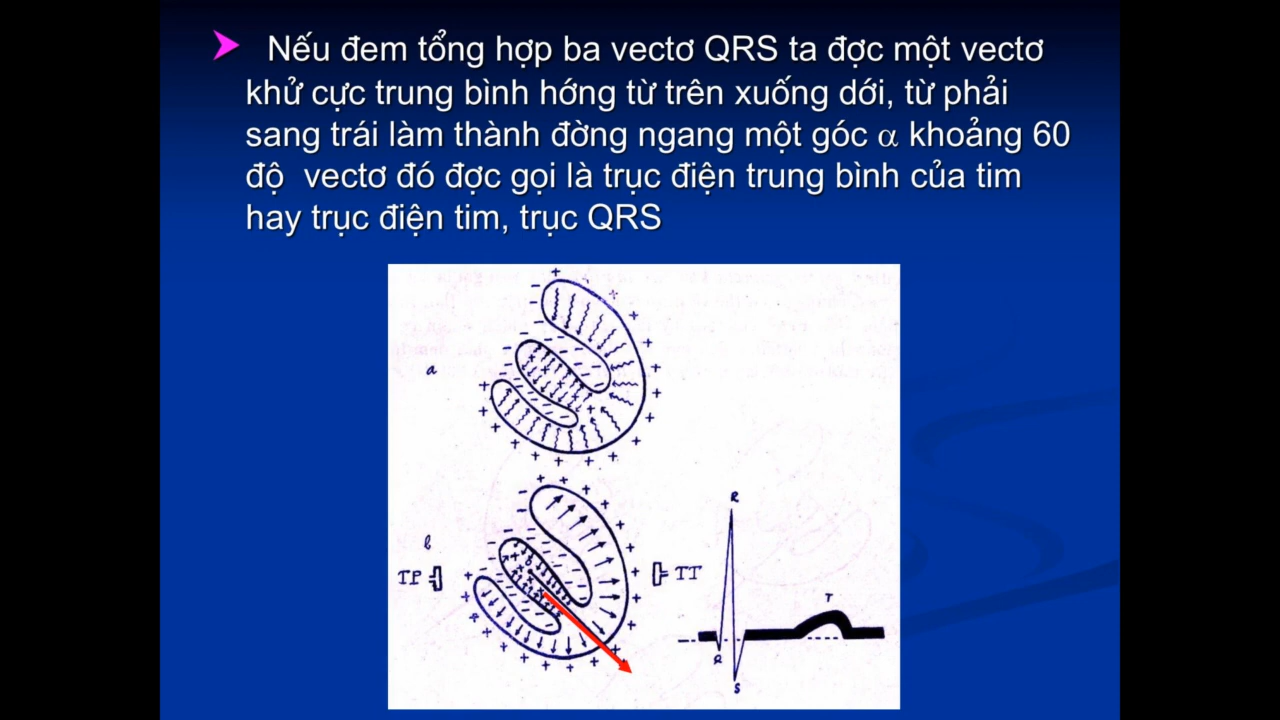 Nếu đem tổng hợp ba vectơ QRS ta đợc một vectơ
khử cực trung bình hớng từ trên xuống dới, từ phải
sang trái làm thành đờng ngang một góc α khoảng 60
độ vectơ đó đợc gọi là trục điện trung bình của tim
hay trục điện tim, trục QRS
a
b
TP
TT
R
T
Q
S